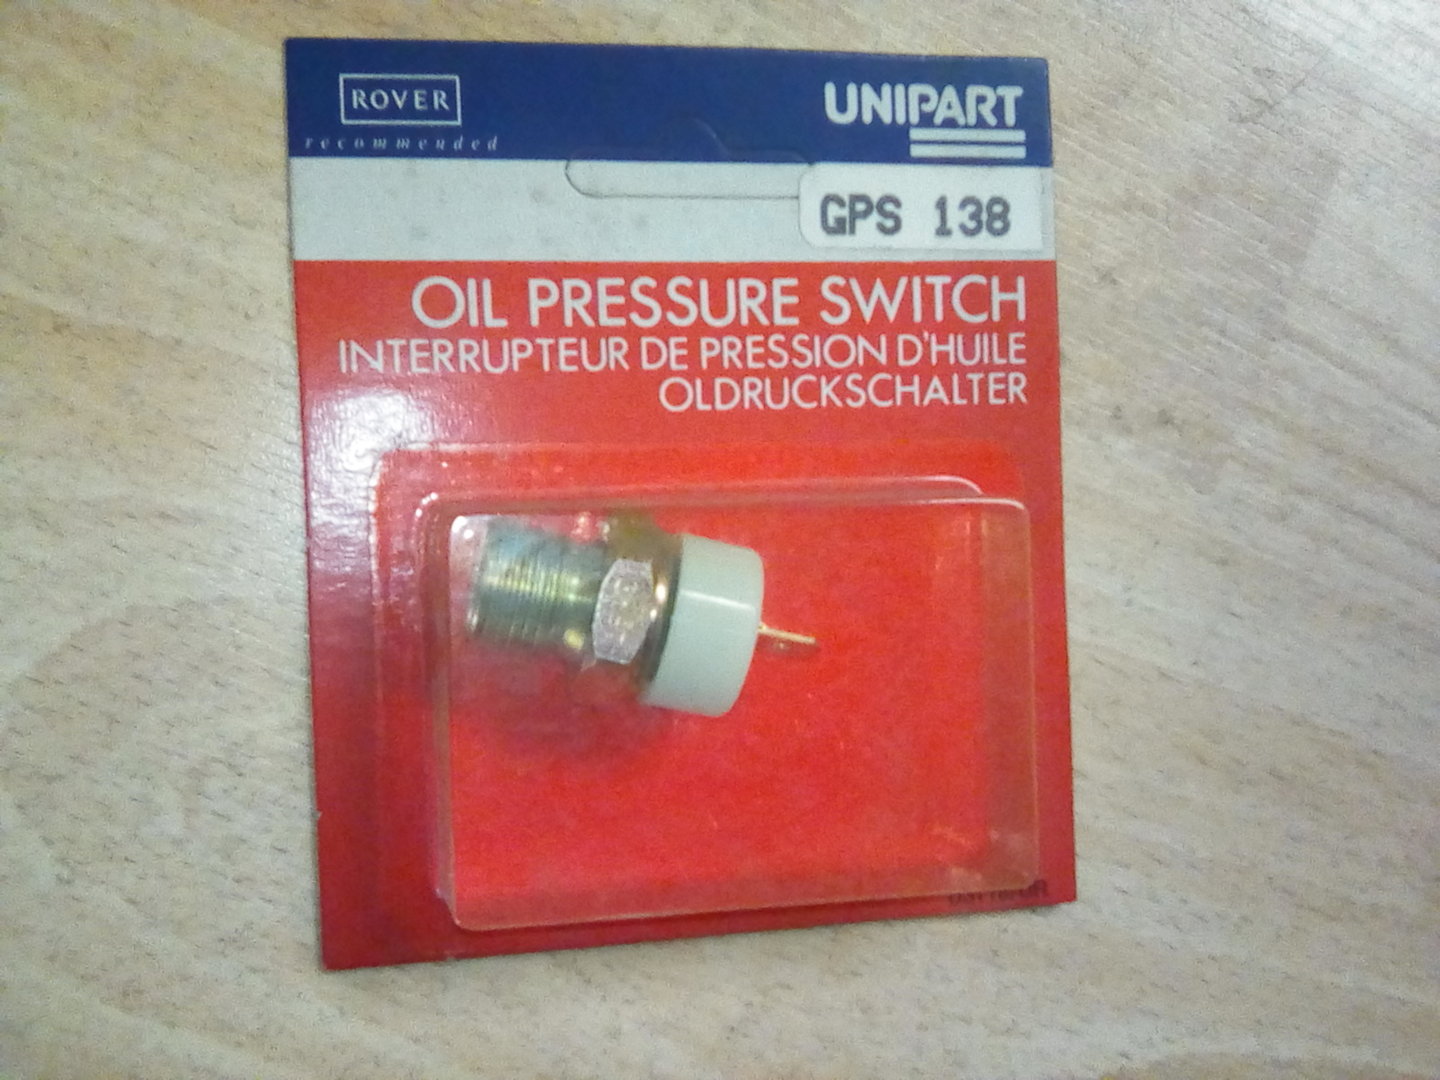 ROVER
recommended
UNIPART
GPS 138
OIL PRESSURE SWITCH
INTERRUPTEUR DE PRESSION D'HUILE
OLDRUCKSCHALTER